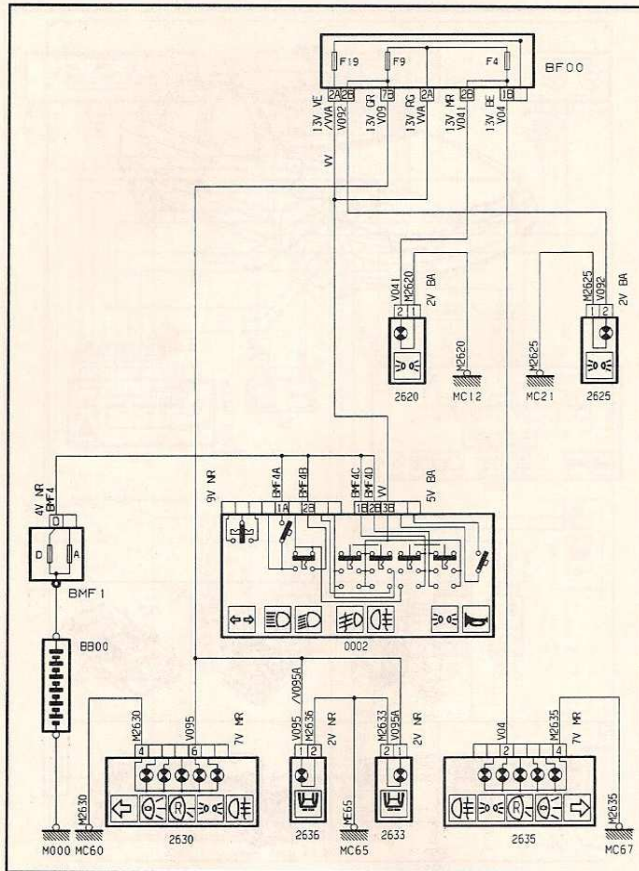 F19 F9 F4
BF00
2A 2B 7B 2A 2B 1B
13V VE
/VVA
V092
13V GR
V09
13V RG
VVA
13V MR
V041
13V BE
V04
VV
V041
M2620
2V BA
M2625
V092
2V BA
2 1
1 2
M2620
M2625
2620 MC12 MC21 2625
4V NR
BMF4
9V NR
BMF4A
BMF4B
BMF4C
BMF4D
VV
5V BA
1A 2B 1B 2B 3B
D
D A
BMF1
BB00
0002
/V095A
M2630
V095
7V MR
V095
M2636
2V NR
M2633
V095A
2V NR
V04
M2635
7V MR
4 6
1 2
2 1
2 4
R
R
M2630
ME65
M2635
M000 MC60 2630 2636 MC65 2633 2635 MC67